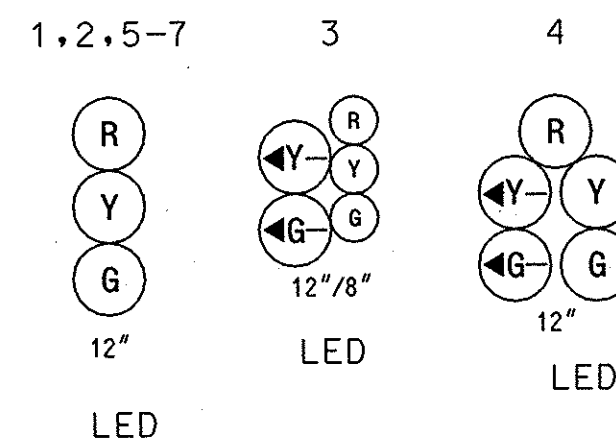 1,2,5-7 3 4
R R R
Y ◄Y- Y ◄Y- Y
G ◄G- G ◄G- G
12" 12"/8" 12"
LED LED LED